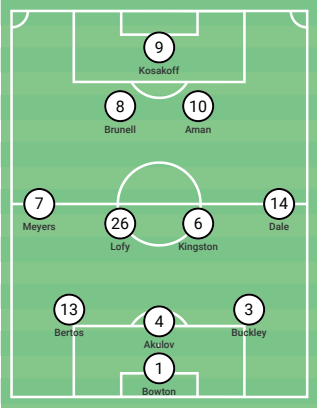 9
Kosakoff
8
10
Brunell
Aman
7
14
Meyers
Dale
26
6
Lofy
Kingston
13
3
Bertos
Buckley
4
Akulov
1
Bowton